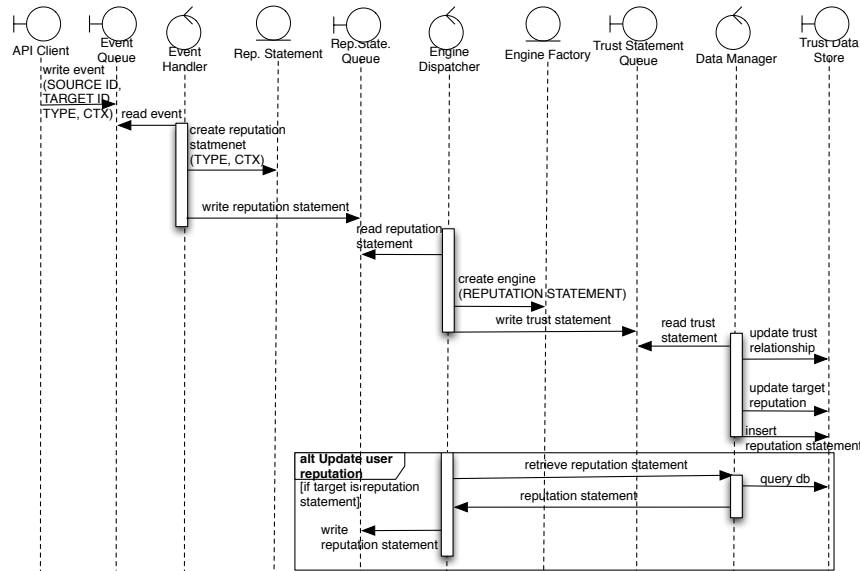 API Client
Event
Queue
Event
Handler
Rep. Statement
Rep.State.
Queue
Engine
Dispatcher
Engine Factory
Trust Statement
Queue
Data Manager
Trust Data
Store
write event
(SOURCE ID,
TARGET ID,
TYPE, CTX)
read event
create reputation
statmenet
(TYPE, CTX)
write reputation statement
read reputation
statement
create engine
(REPUTATION STATEMENT)
write trust statement
read trust
statement
update trust
relationship
update target
reputation
insert
reputation statement
alt Update user
reputation
[if target is reputation
statement]
retrieve reputation statement
query db
reputation statement
write
reputation statement